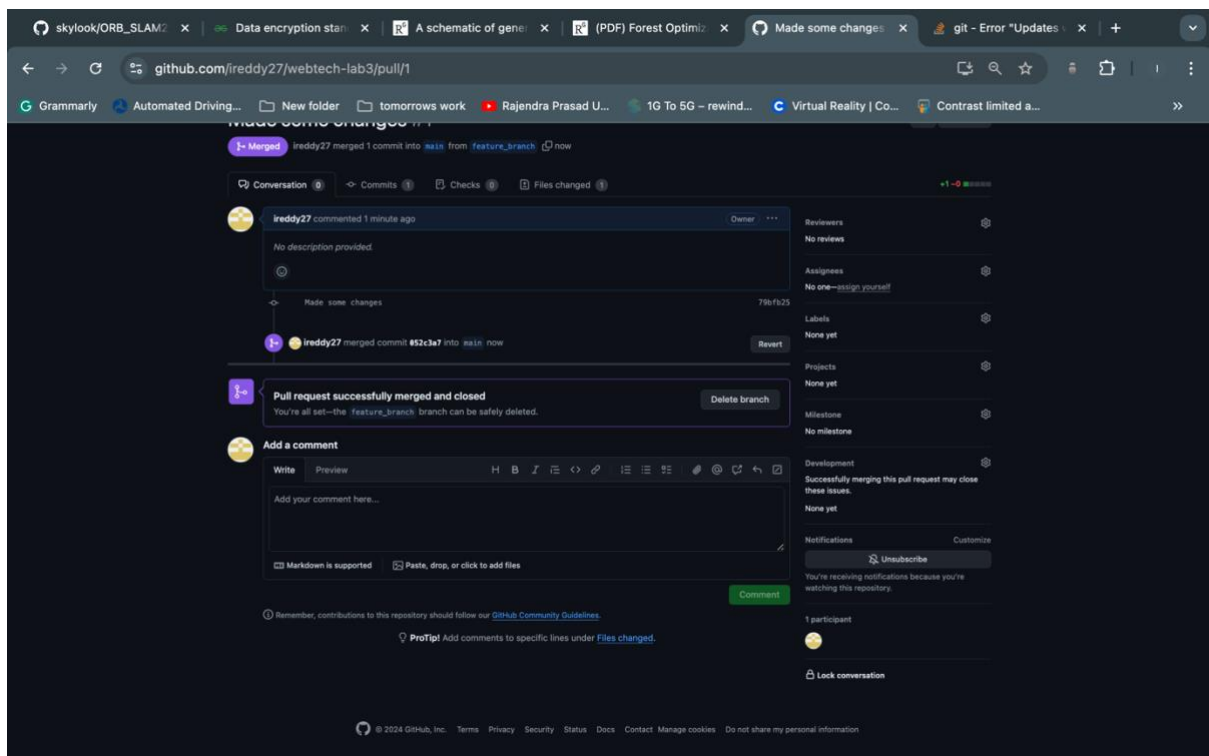 skylook/ORB_SLAM2
Data encryption stan
A schematic of gener
(PDF) Forest Optimiz
Made some changes
git - Error "Updates
github.com/ireddy27/webtech-lab3/pull/1
Grammarly
Automated Driving...
New folder
tomorrows work
Rajendra Prasad U...
1G To 5G – rewind...
Virtual Reality | Co...
Contrast limited a...
Made some changes #1
Merged ireddy27 merged 1 commit into main from feature_branch now
Conversation 0 Commits 1 Checks 0 Files changed 1 +1 −0
ireddy27 commented 1 minute ago Owner ...
No description provided.
Made some changes 79bfb25
ireddy27 merged commit 052c3a7 into main now Revert
Pull request successfully merged and closed
You're all set—the feature_branch branch can be safely deleted.
Delete branch
Add a comment
Write Preview
Add your comment here...
Markdown is supported Paste, drop, or click to add files
Comment
Remember, contributions to this repository should follow our GitHub Community Guidelines.
ProTip! Add comments to specific lines under Files changed.
Reviewers
No reviews
Assignees
No one—assign yourself
Labels
None yet
Projects
None yet
Milestone
No milestone
Development
Successfully merging this pull request may close
these issues.
None yet
Notifications Customize
Unsubscribe
You're receiving notifications because you're
watching this repository.
1 participant
Lock conversation
© 2024 GitHub, Inc. Terms Privacy Security Status Docs Contact Manage cookies Do not share my personal information